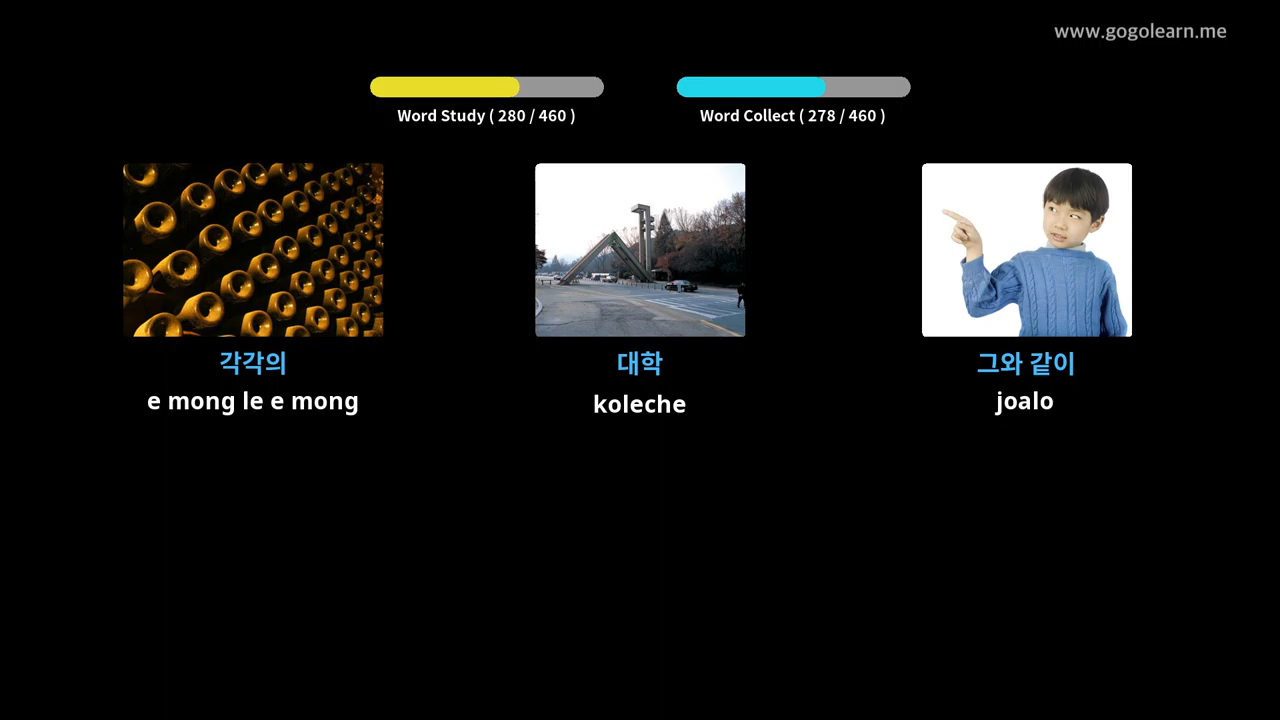 www.gogolearn.me
Word Study ( 280 / 460 )
Word Collect ( 278 / 460 )
각각의
e mong le e mong
대학
koleche
그와 같이
joalo